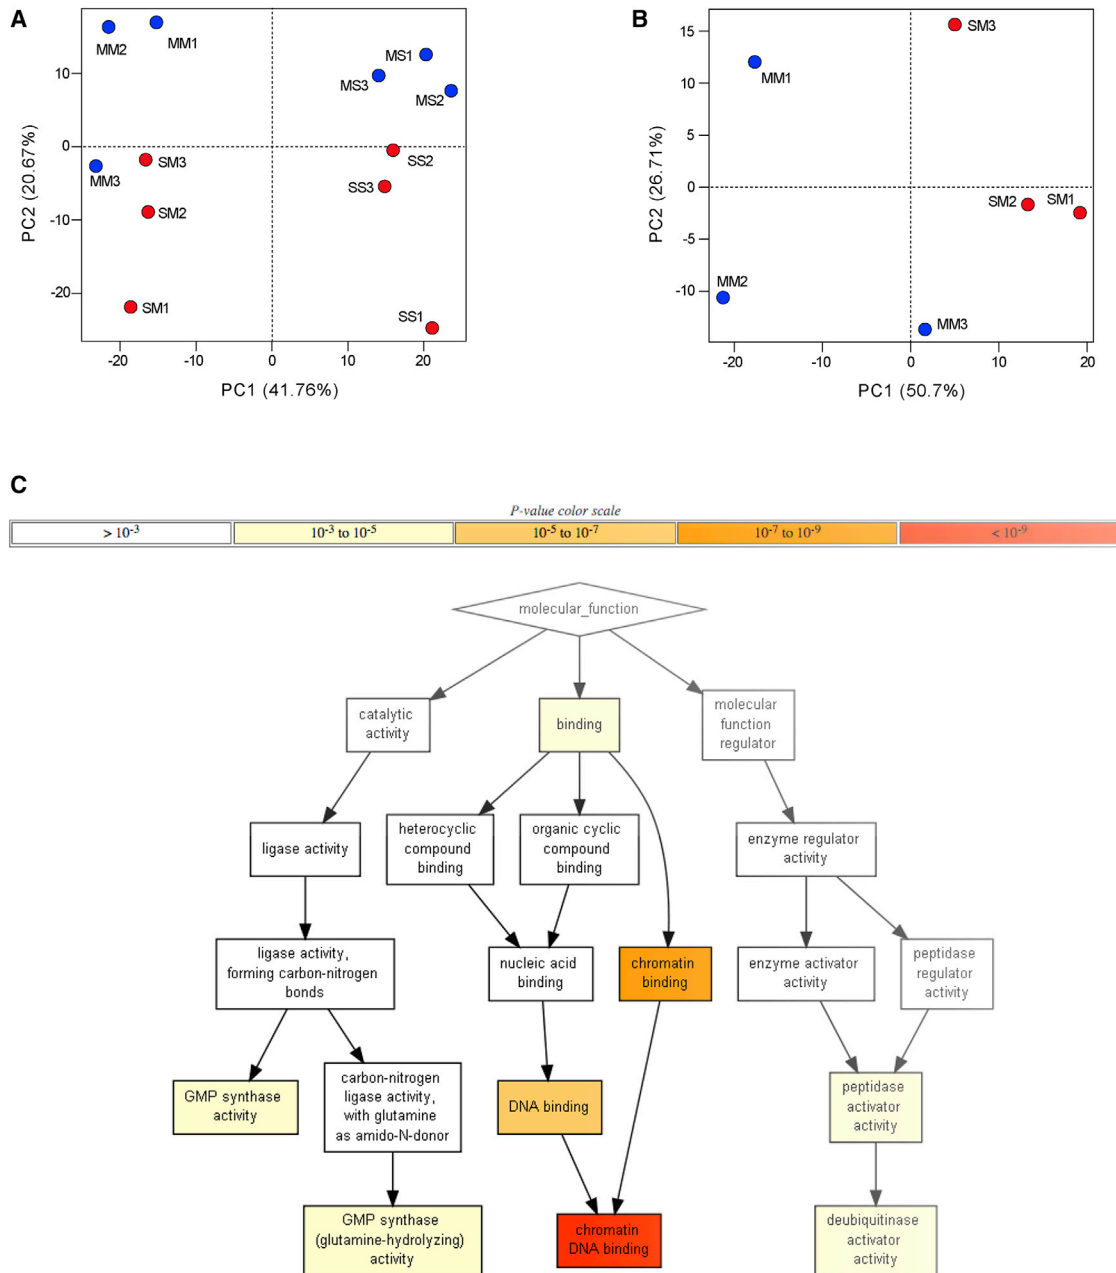 A
MM2
MM1
MS1
MS3
MS2
SS2
SS3
SM3
MM3
SM2
SM1
SS1
10
0
-10
-20
-20
-10
0
10
20
PC2 (20.67%)
PC1 (41.76%)
B
SM3
MM1
SM2
SM1
MM2
MM3
15
10
5
0
-5
-10
-20
-10
0
10
20
PC2 (26.71%)
PC1 (50.7%)
C
P-value color scale
> 10-3
10-3 to 10-5
10-5 to 10-7
10-7 to 10-9
< 10-9
molecular_function
catalytic
activity
binding
molecular
function
regulator
ligase activity
heterocyclic
compound
binding
organic cyclic
compound
binding
enzyme regulator
activity
ligase activity,
forming carbon-nitrogen
bonds
nucleic acid
binding
chromatin
binding
enzyme activator
activity
peptidase
regulator
activity
GMP synthase
activity
carbon-nitrogen
ligase activity,
with glutamine
as amido-N-donor
DNA binding
peptidase
activator
activity
GMP synthase
(glutamine-hydrolyzing)
activity
chromatin
DNA binding
deubiquitinase
activator
activity